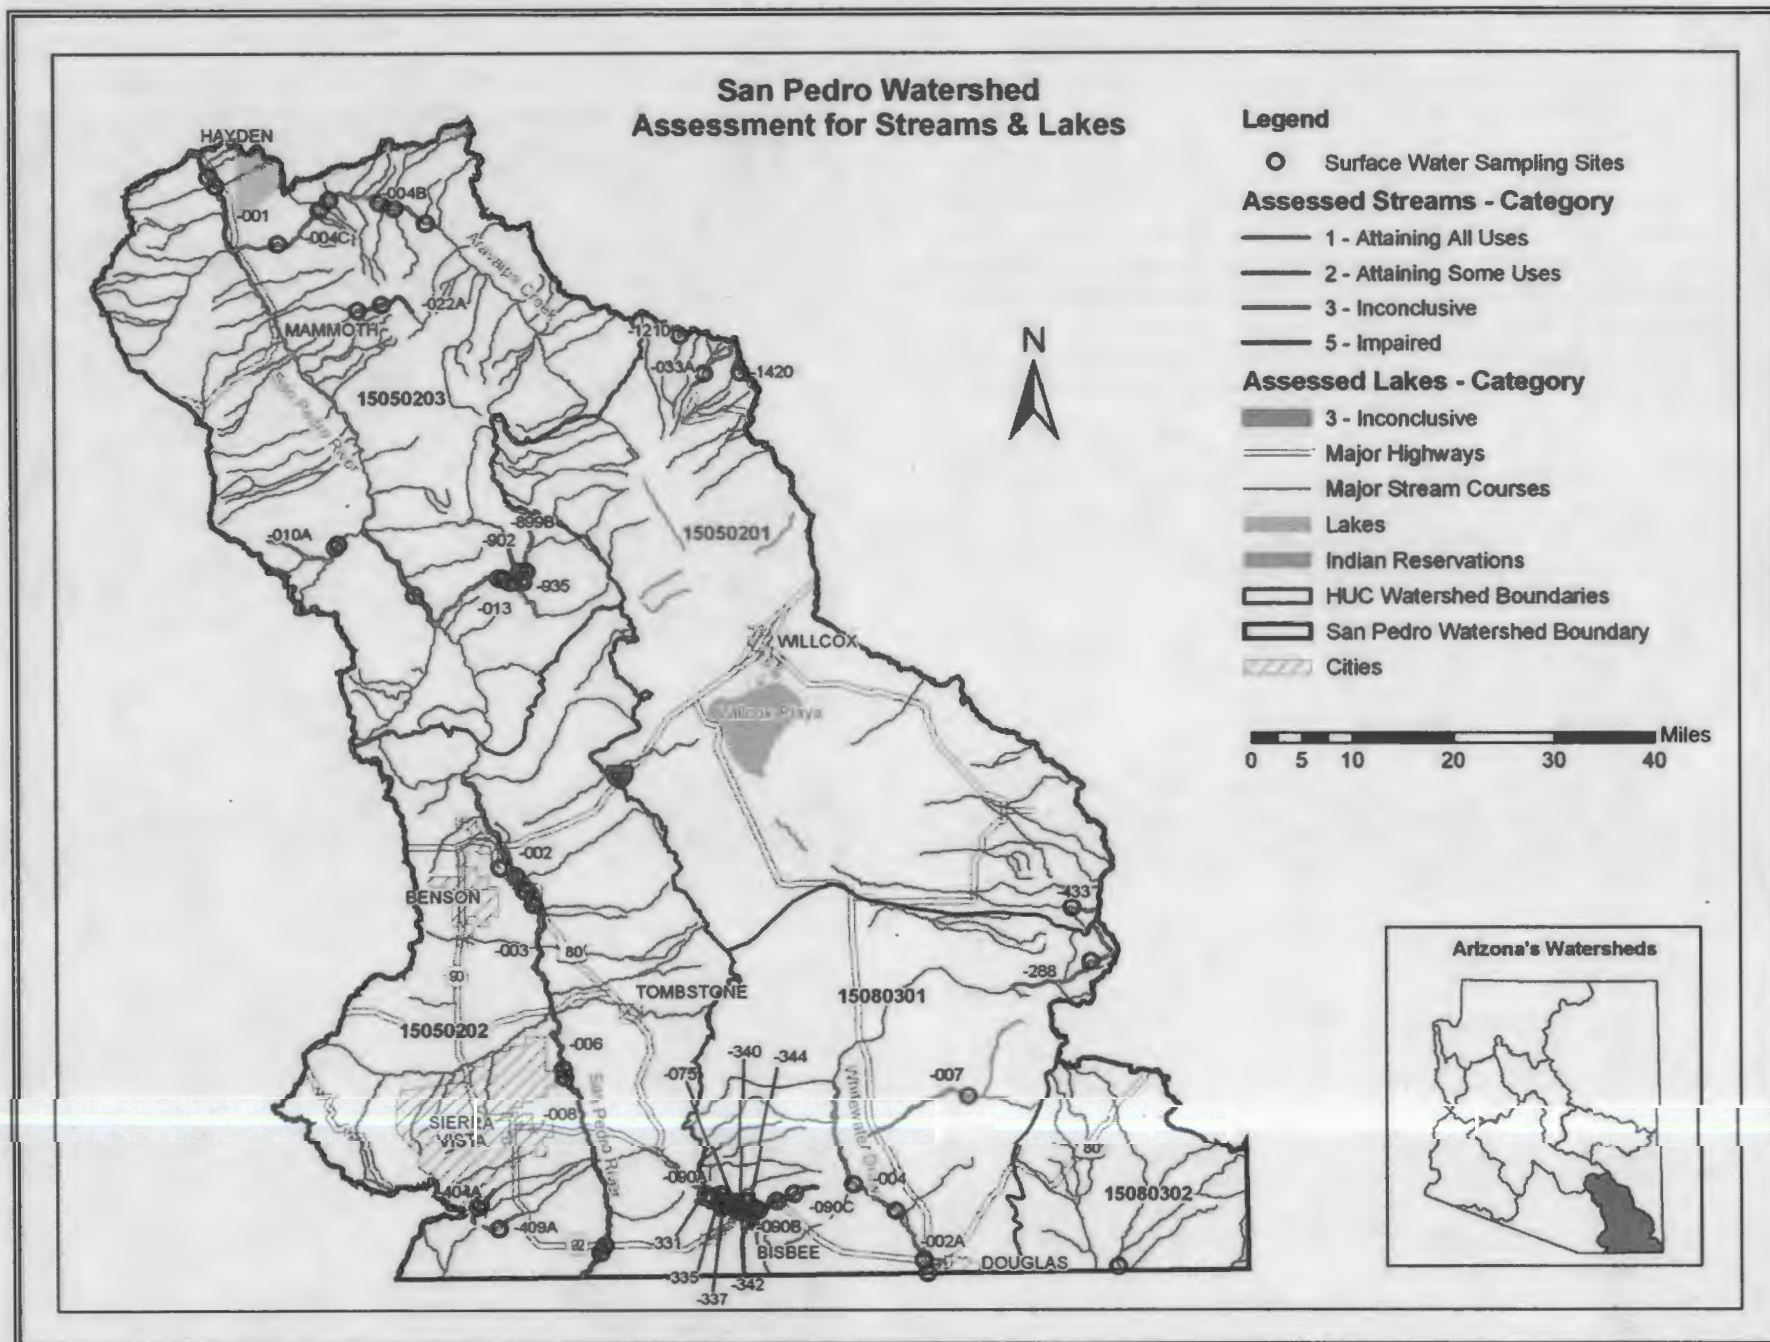 San Pedro Watershed
Assessment for Streams & Lakes
Legend
Surface Water Sampling Sites
Assessed Streams - Category
1 - Attaining All Uses
2 - Attaining Some Uses
3 - Inconclusive
5 - Impaired
Assessed Lakes - Category
3 - Inconclusive
Major Highways
Major Stream Courses
Lakes
Indian Reservations
HUC Watershed Boundaries
San Pedro Watershed Boundary
Cities
Miles
0 5 10 20 30 40
N
HAYDEN
-001
-004B
-004C
Aravaipa Creek
-022A
MAMMOTH
-1210
-033A
-1420
San Pedro River
15050203
-899B
-902
15050201
-010A
-935
-013
WILLCOX
Willcox Playa
-002
BENSON
-433
-003
80
90
-288
TOMBSTONE
15080301
15050202
-006
-340
-344
-075
-007
San Pedro River
Whitewater Draw
-008
SIERRA
VISTA
80
-090A
-004
-404A
-090C
15080302
-409A
-090B
-002A
92
-331
BISBEE
DOUGLAS
-335
-342
-337
Arizona's Watersheds